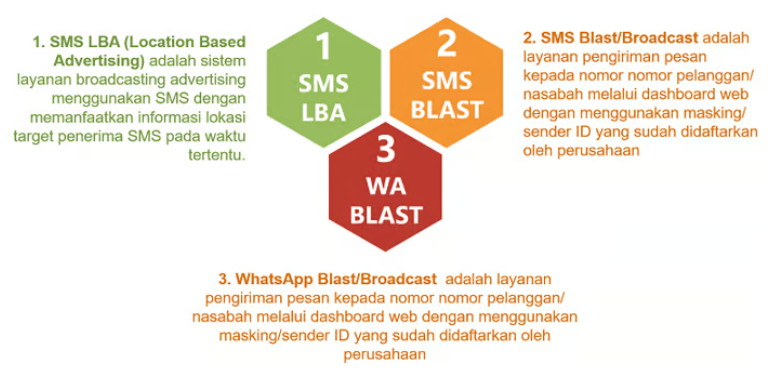 1. SMS LBA (Location Based
Advertising) adalah sistem
layanan broadcasting advertising
menggunakan SMS dengan
memanfaatkan informasi lokasi
target penerima SMS pada waktu
tertentu.
1
SMS
LBA
2
SMS
BLAST
2. SMS Blast/Broadcast adalah
layanan pengiriman pesan
kepada nomor nomor pelanggan/
nasabah melalui dashboard web
dengan menggunakan masking/
sender ID yang sudah didaftarkan
oleh perusahaan
3
WA
BLAST
3. WhatsApp Blast/Broadcast adalah layanan
pengiriman pesan kepada nomor nomor pelanggan/
nasabah melalui dashboard web dengan menggunakan
masking/sender ID yang sudah didaftarkan oleh
perusahaan